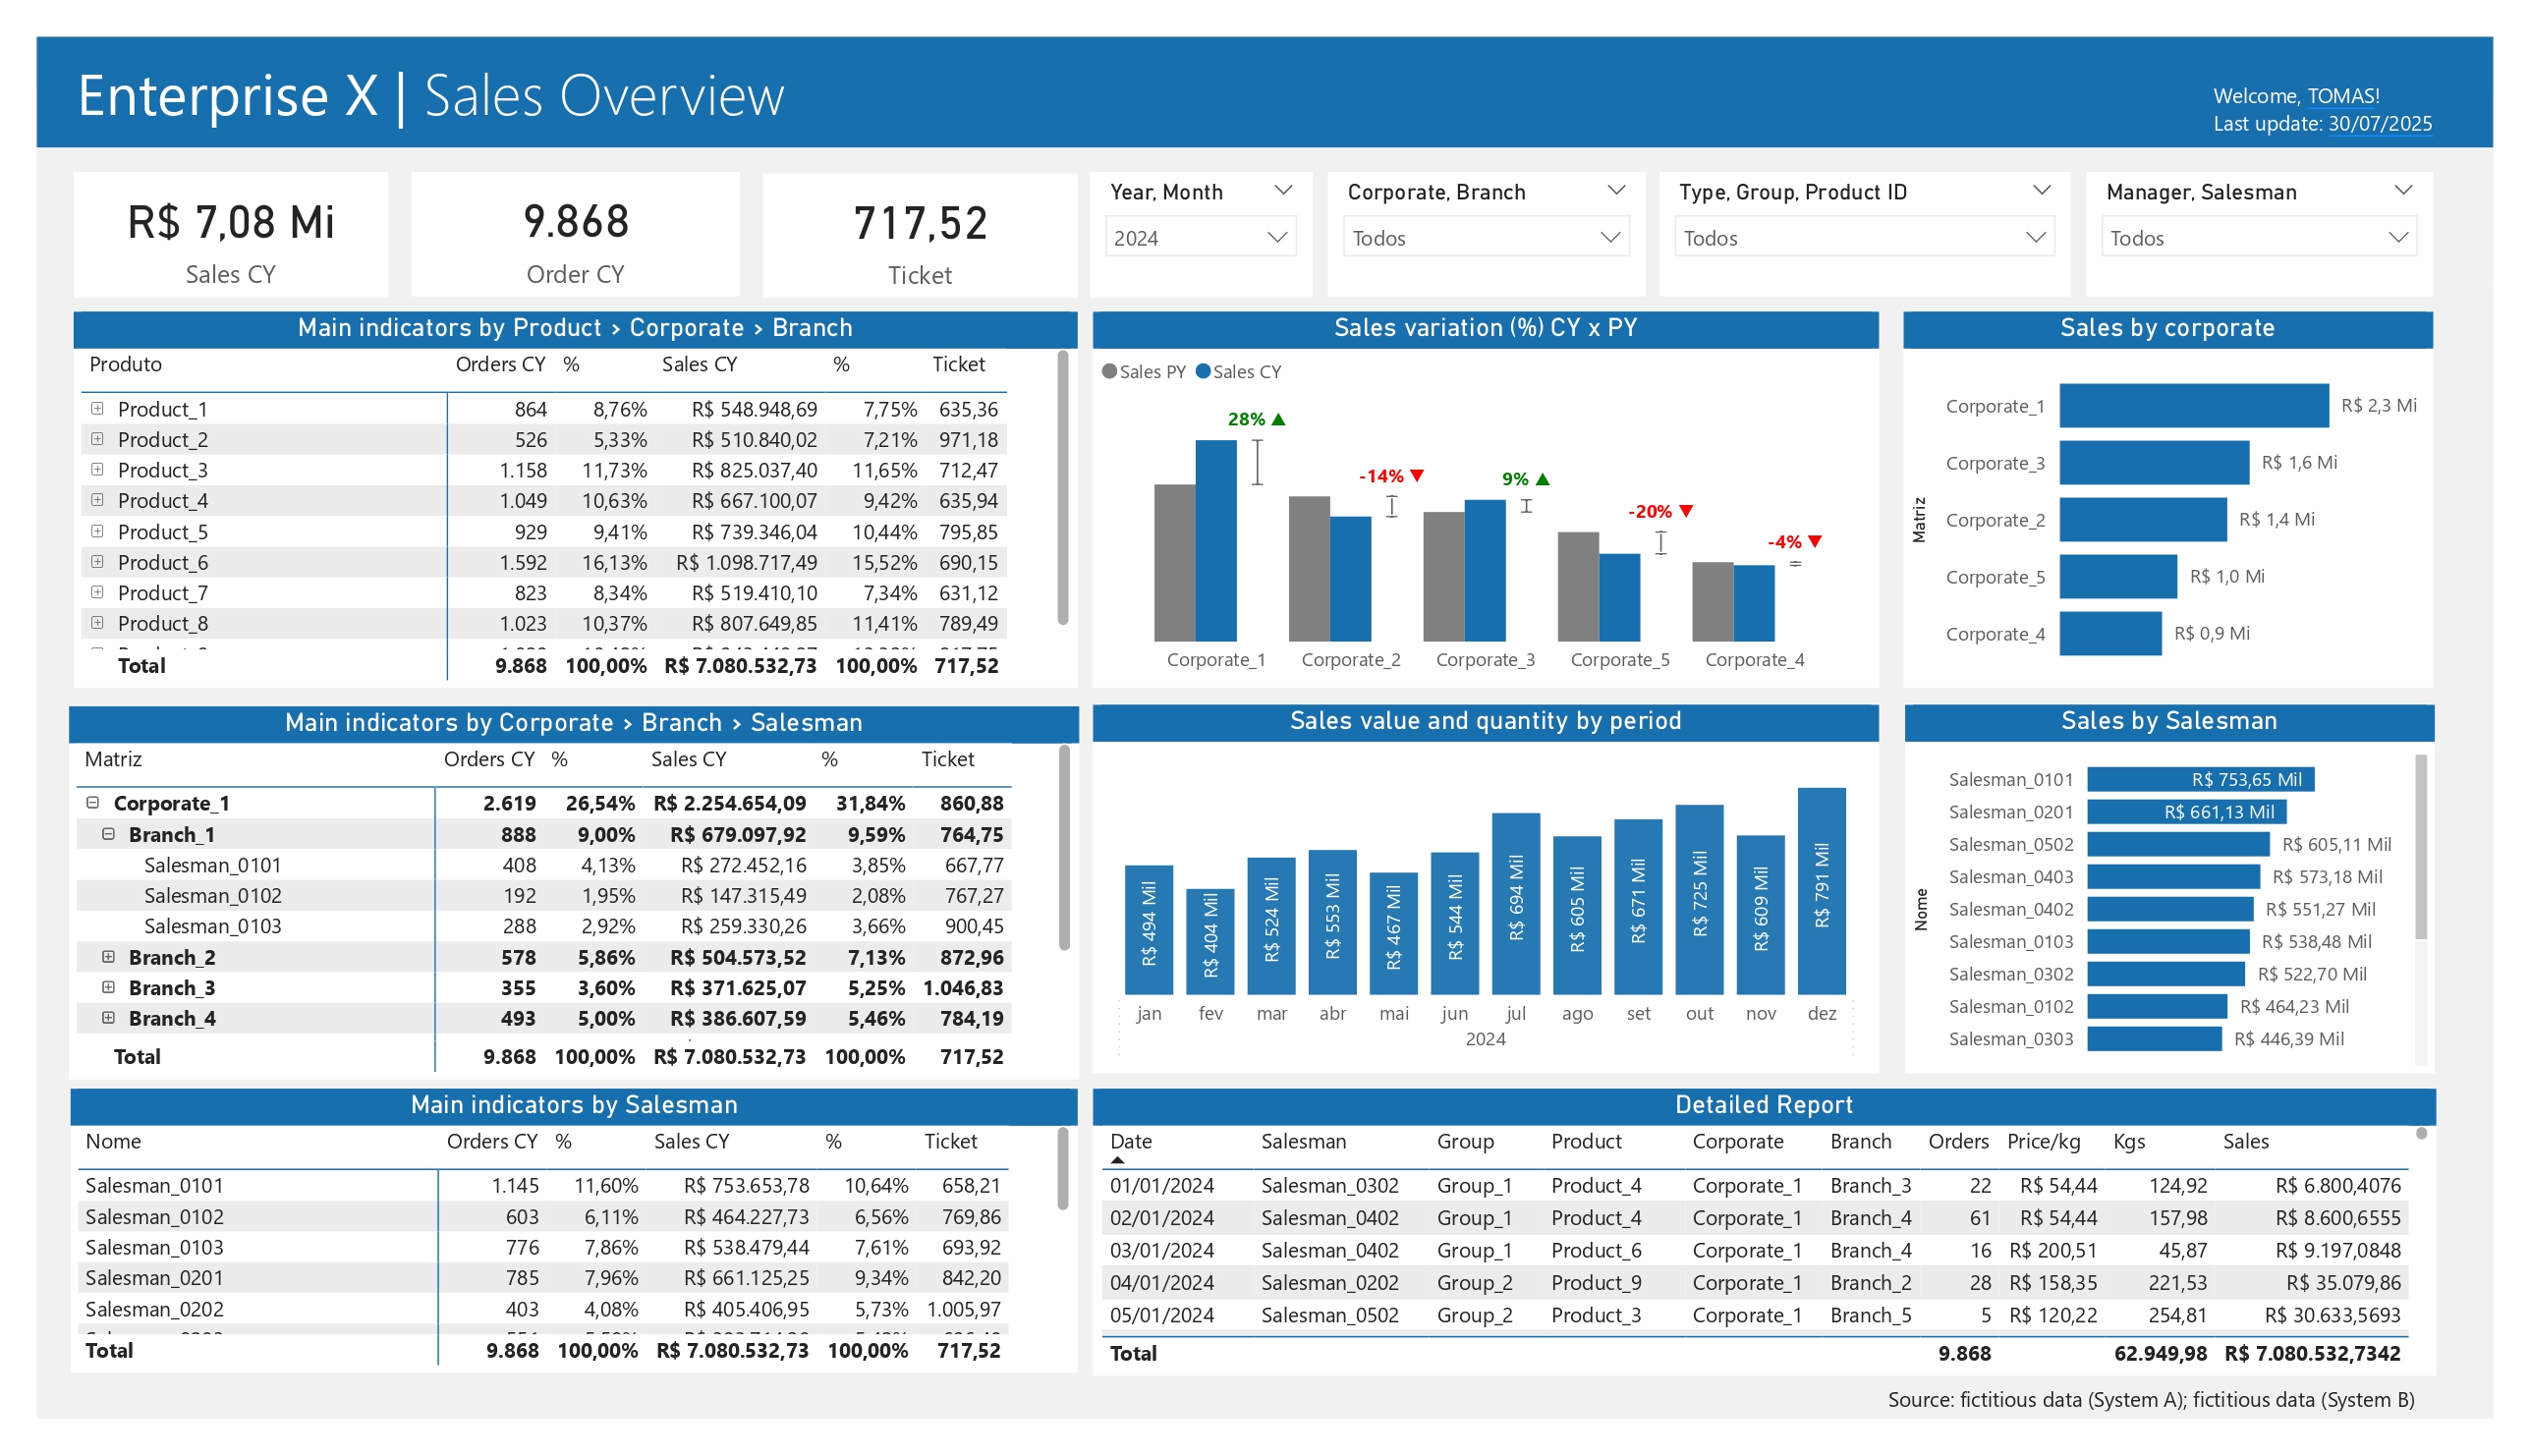 Enterprise X | Sales Overview
Welcome, TOMAS!
Last update: 30/07/2025
R$ 7,08 Mi
Sales CY
9.868
Order CY
717,52
Ticket
Year, Month
2024
Corporate, Branch
Todos
Type, Group, Product ID
Todos
Manager, Salesman
Todos
Main indicators by Product › Corporate › Branch
Produto Orders CY % Sales CY % Ticket
Product_1 864 8,76% R$ 548.948,69 7,75% 635,36
Product_2 526 5,33% R$ 510.840,02 7,21% 971,18
Product_3 1.158 11,73% R$ 825.037,40 11,65% 712,47
Product_4 1.049 10,63% R$ 667.100,07 9,42% 635,94
Product_5 929 9,41% R$ 739.346,04 10,44% 795,85
Product_6 1.592 16,13% R$ 1.098.717,49 15,52% 690,15
Product_7 823 8,34% R$ 519.410,10 7,34% 631,12
Product_8 1.023 10,37% R$ 807.649,85 11,41% 789,49
Total 9.868 100,00% R$ 7.080.532,73 100,00% 717,52
Sales variation (%) CY x PY
Sales PY Sales CY
28%
-14%
9%
-20%
-4%
Corporate_1 Corporate_2 Corporate_3 Corporate_5 Corporate_4
Sales by corporate
Matriz
Corporate_1 R$ 2,3 Mi
Corporate_3 R$ 1,6 Mi
Corporate_2 R$ 1,4 Mi
Corporate_5 R$ 1,0 Mi
Corporate_4 R$ 0,9 Mi
Main indicators by Corporate › Branch › Salesman
Matriz Orders CY % Sales CY % Ticket
Corporate_1 2.619 26,54% R$ 2.254.654,09 31,84% 860,88
Branch_1 888 9,00% R$ 679.097,92 9,59% 764,75
Salesman_0101 408 4,13% R$ 272.452,16 3,85% 667,77
Salesman_0102 192 1,95% R$ 147.315,49 2,08% 767,27
Salesman_0103 288 2,92% R$ 259.330,26 3,66% 900,45
Branch_2 578 5,86% R$ 504.573,52 7,13% 872,96
Branch_3 355 3,60% R$ 371.625,07 5,25% 1.046,83
Branch_4 493 5,00% R$ 386.607,59 5,46% 784,19
Total 9.868 100,00% R$ 7.080.532,73 100,00% 717,52
Sales value and quantity by period
R$ 494 Mil R$ 404 Mil R$ 524 Mil R$ 553 Mil R$ 467 Mil R$ 544 Mil R$ 694 Mil R$ 605 Mil R$ 671 Mil R$ 725 Mil R$ 609 Mil R$ 791 Mil
jan fev mar abr mai jun jul ago set out nov dez
2024
Sales by Salesman
Nome
Salesman_0101 R$ 753,65 Mil
Salesman_0201 R$ 661,13 Mil
Salesman_0502 R$ 605,11 Mil
Salesman_0403 R$ 573,18 Mil
Salesman_0402 R$ 551,27 Mil
Salesman_0103 R$ 538,48 Mil
Salesman_0302 R$ 522,70 Mil
Salesman_0102 R$ 464,23 Mil
Salesman_0303 R$ 446,39 Mil
Main indicators by Salesman
Nome Orders CY % Sales CY % Ticket
Salesman_0101 1.145 11,60% R$ 753.653,78 10,64% 658,21
Salesman_0102 603 6,11% R$ 464.227,73 6,56% 769,86
Salesman_0103 776 7,86% R$ 538.479,44 7,61% 693,92
Salesman_0201 785 7,96% R$ 661.125,25 9,34% 842,20
Salesman_0202 403 4,08% R$ 405.406,95 5,73% 1.005,97
Total 9.868 100,00% R$ 7.080.532,73 100,00% 717,52
Detailed Report
Date Salesman Group Product Corporate Branch Orders Price/kg Kgs Sales
01/01/2024 Salesman_0302 Group_1 Product_4 Corporate_1 Branch_3 22 R$ 54,44 124,92 R$ 6.800,4076
02/01/2024 Salesman_0402 Group_1 Product_4 Corporate_1 Branch_4 61 R$ 54,44 157,98 R$ 8.600,6555
03/01/2024 Salesman_0402 Group_1 Product_6 Corporate_1 Branch_4 16 R$ 200,51 45,87 R$ 9.197,0848
04/01/2024 Salesman_0202 Group_2 Product_9 Corporate_1 Branch_2 28 R$ 158,35 221,53 R$ 35.079,86
05/01/2024 Salesman_0502 Group_2 Product_3 Corporate_1 Branch_5 5 R$ 120,22 254,81 R$ 30.633,5693
Total 9.868 62.949,98 R$ 7.080.532,7342
Source: fictitious data (System A); fictitious data (System B)